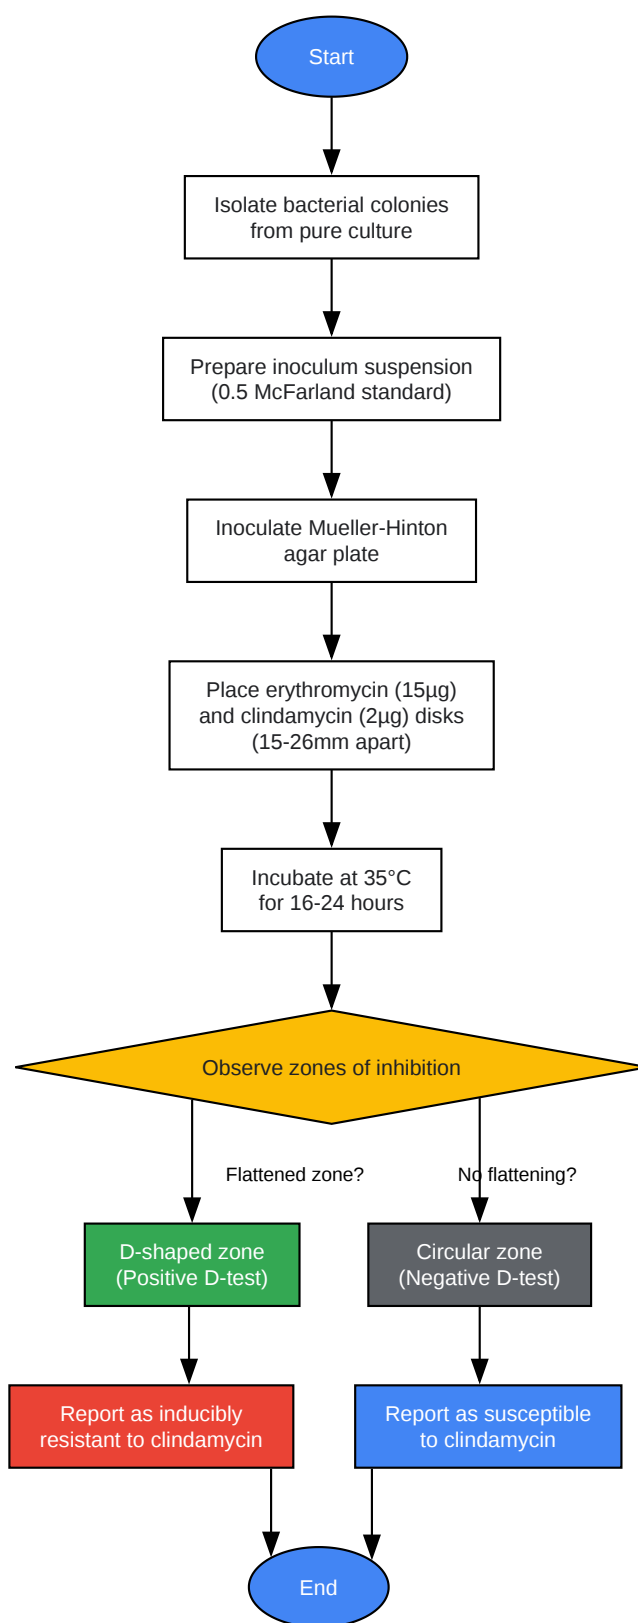 Start
Isolate bacterial colonies
from pure culture
Prepare inoculum suspension
(0.5 McFarland standard)
Inoculate Mueller-Hinton
agar plate
Place erythromycin (15µg)
and clindamycin (2µg) disks
(15-26mm apart)
Incubate at 35°C
for 16-24 hours
Observe zones of inhibition
Flattened zone?
No flattening?
D-shaped zone
(Positive D-test)
Circular zone
(Negative D-test)
Report as inducibly
resistant to clindamycin
Report as susceptible
to clindamycin
End